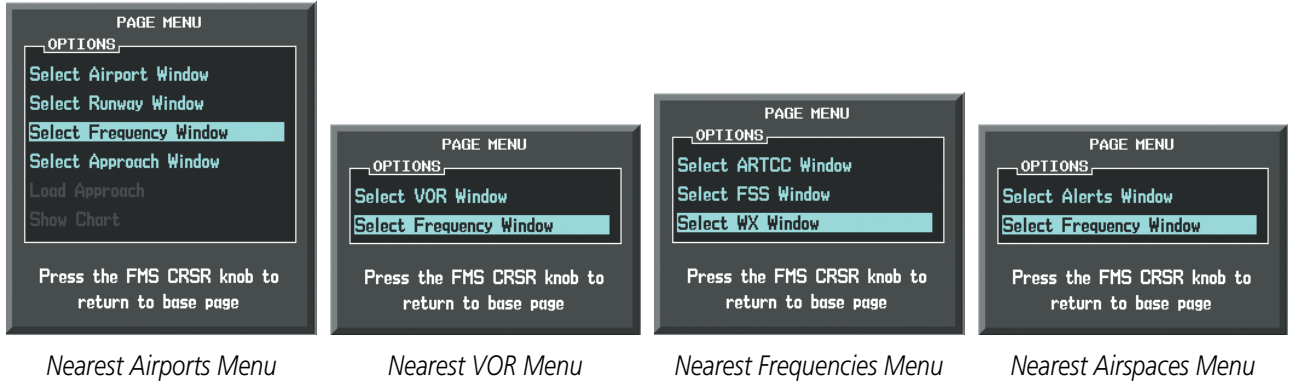 PAGE MENU
OPTIONS
Select Airport Window
Select Runway Window
Select Frequency Window
Select Approach Window
Load Approach
Show Chart
Press the FMS CRSR knob to
return to base page
Nearest Airports Menu
PAGE MENU
OPTIONS
Select VOR Window
Select Frequency Window
Press the FMS CRSR knob to
return to base page
Nearest VOR Menu
PAGE MENU
OPTIONS
Select ARTCC Window
Select FSS Window
Select WX Window
Press the FMS CRSR knob to
return to base page
Nearest Frequencies Menu
PAGE MENU
OPTIONS
Select Alerts Window
Select Frequency Window
Press the FMS CRSR knob to
return to base page
Nearest Airspaces Menu